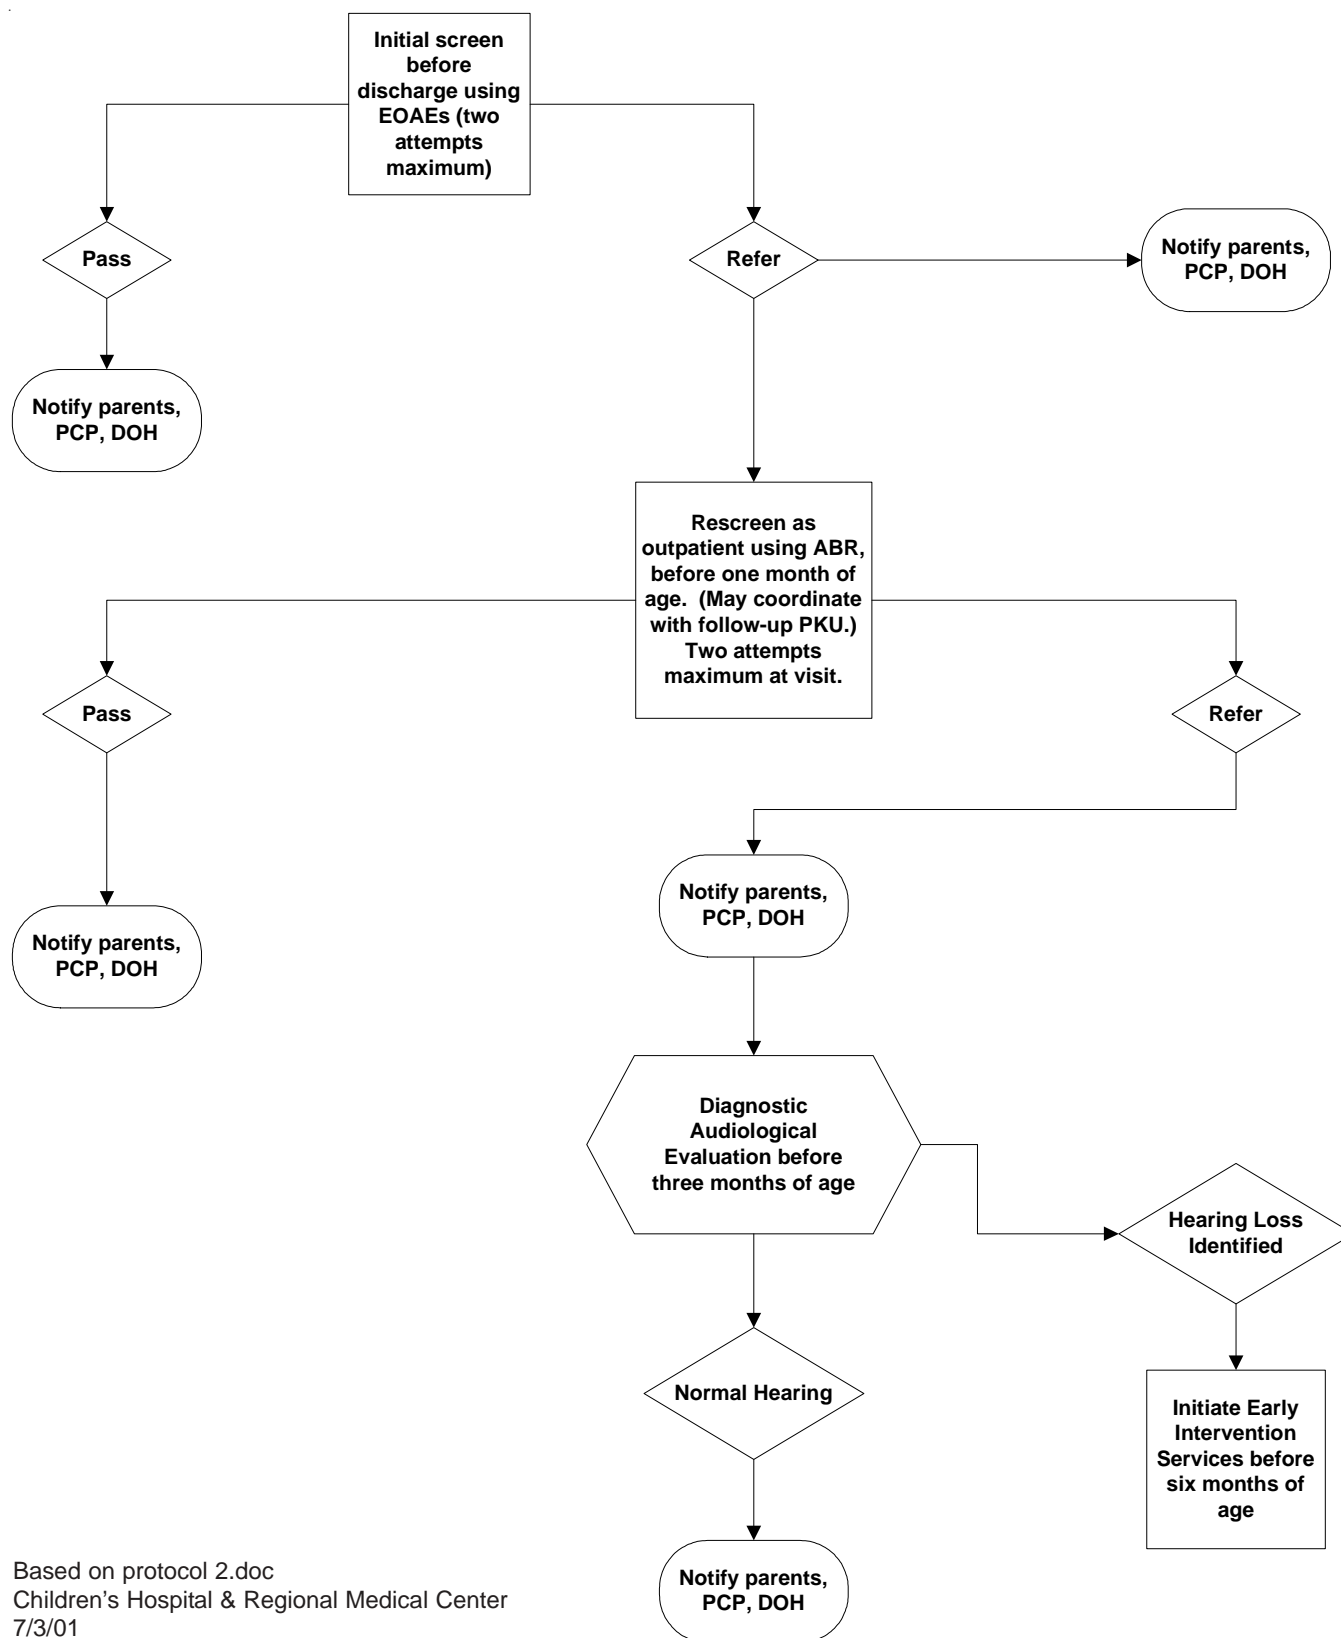 Initial screen
before
discharge using
EOAEs (two
attempts
maximum)
Pass
Refer
Notify parents,
PCP, DOH
Notify parents,
PCP, DOH
Rescreen as
outpatient using ABR,
before one month of
age.  (May coordinate
with follow-up PKU.)
Two attempts
maximum at visit.
Pass
Refer
Notify parents,
PCP, DOH
Notify parents,
PCP, DOH
Diagnostic
Audiological
Evaluation before
three months of age
Hearing Loss
Identified
Normal Hearing
Initiate Early
Intervention
Services before
six months of
age
Notify parents,
PCP, DOH
Based on protocol 2.doc
Children's Hospital & Regional Medical Center
7/3/01